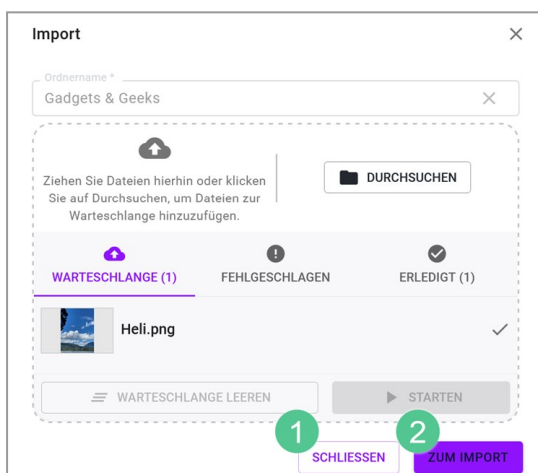 Import
Ordnername *
Gadgets & Geeks
Ziehen Sie Dateien hierhin oder klicken
Sie auf Durchsuchen, um Dateien zur
Warteschlange hinzuzufügen.
DURCHSUCHEN
WARTESCHLANGE (1)
FEHLGESCHLAGEN
ERLEDIGT (1)
Heli.png
WARTESCHLANGE LEEREN
STARTEN
1
2
SCHLIESSEN
ZUM IMPORT